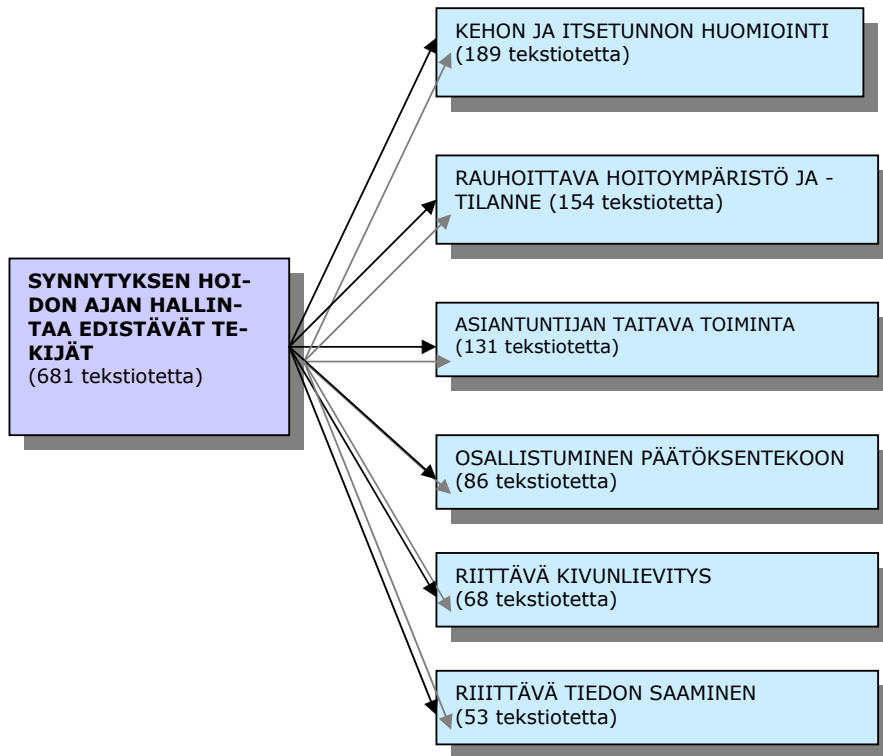 KEHON JA ITSETUNNON HUOMIOINTI
(189 tekstiotetta)
RAUHOITTAVA HOITOYMPÄRISTÖ JA -
TILANNE (154 tekstiotetta)
SYNNYTYKSEN HOI-
DON AJAN HALLIN-
TAA EDISTÄVÄT TE-
KIJÄT
(681 tekstiotetta)
ASIANTUNTIJAN TAITAVA TOIMINTA
(131 tekstiotetta)
OSALLISTUMINEN PÄÄTÖKSENTEKOON
(86 tekstiotetta)
RIITTÄVÄ KIVUNLIEVITYS
(68 tekstiotetta)
RIIITTÄVÄ TIEDON SAAMINEN
(53 tekstiotetta)